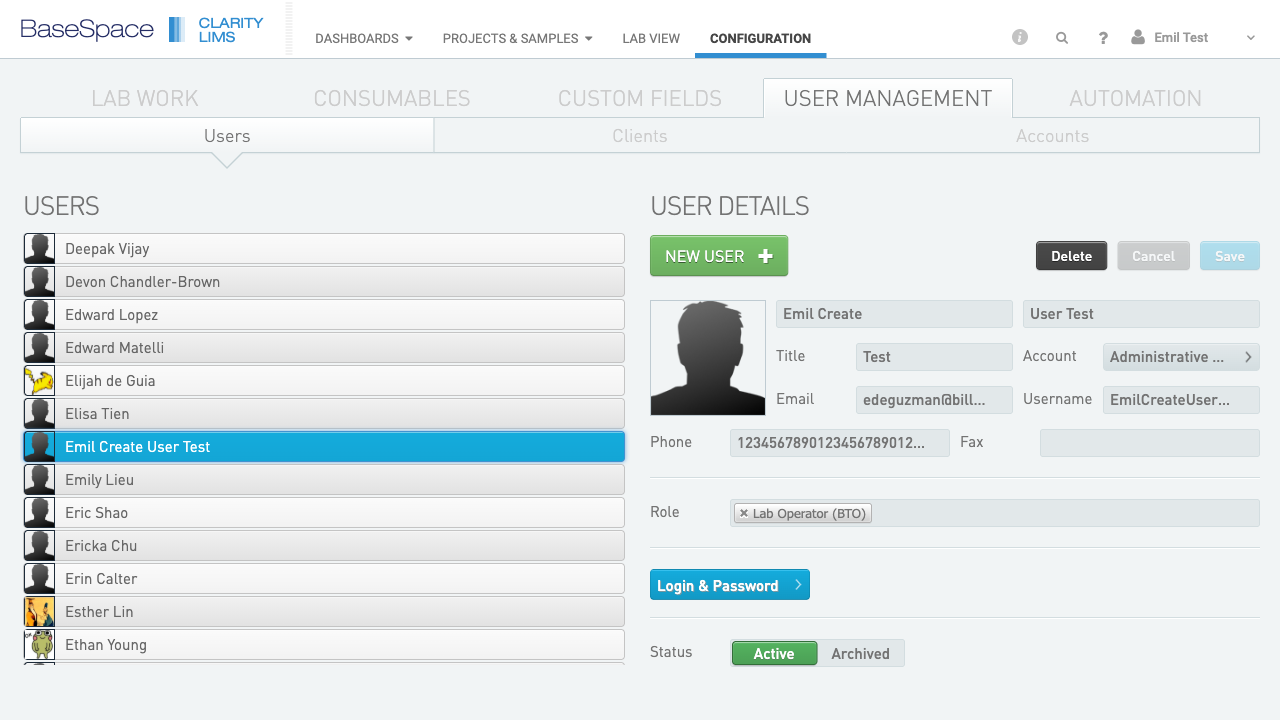 BaseSpace CLARITY LIMS
DASHBOARDS PROJECTS & SAMPLES LAB VIEW CONFIGURATION Emil Test
LAB WORK CONSUMABLES CUSTOM FIELDS USER MANAGEMENT AUTOMATION
Users Clients Accounts
USERS
Deepak Vijay
Devon Chandler-Brown
Edward Lopez
Edward Matelli
Elijah de Guia
Elisa Tien
Emil Create User Test
Emily Lieu
Eric Shao
Ericka Chu
Erin Calter
Esther Lin
Ethan Young
USER DETAILS
NEW USER
Delete Cancel Save
Emil Create User Test
Title Test Account Administrative ...
Email edeguzman@bill... Username EmilCreateUser...
Phone 1234567890123456789012... Fax
Role × Lab Operator (BTO)
Login & Password
Status Active Archived